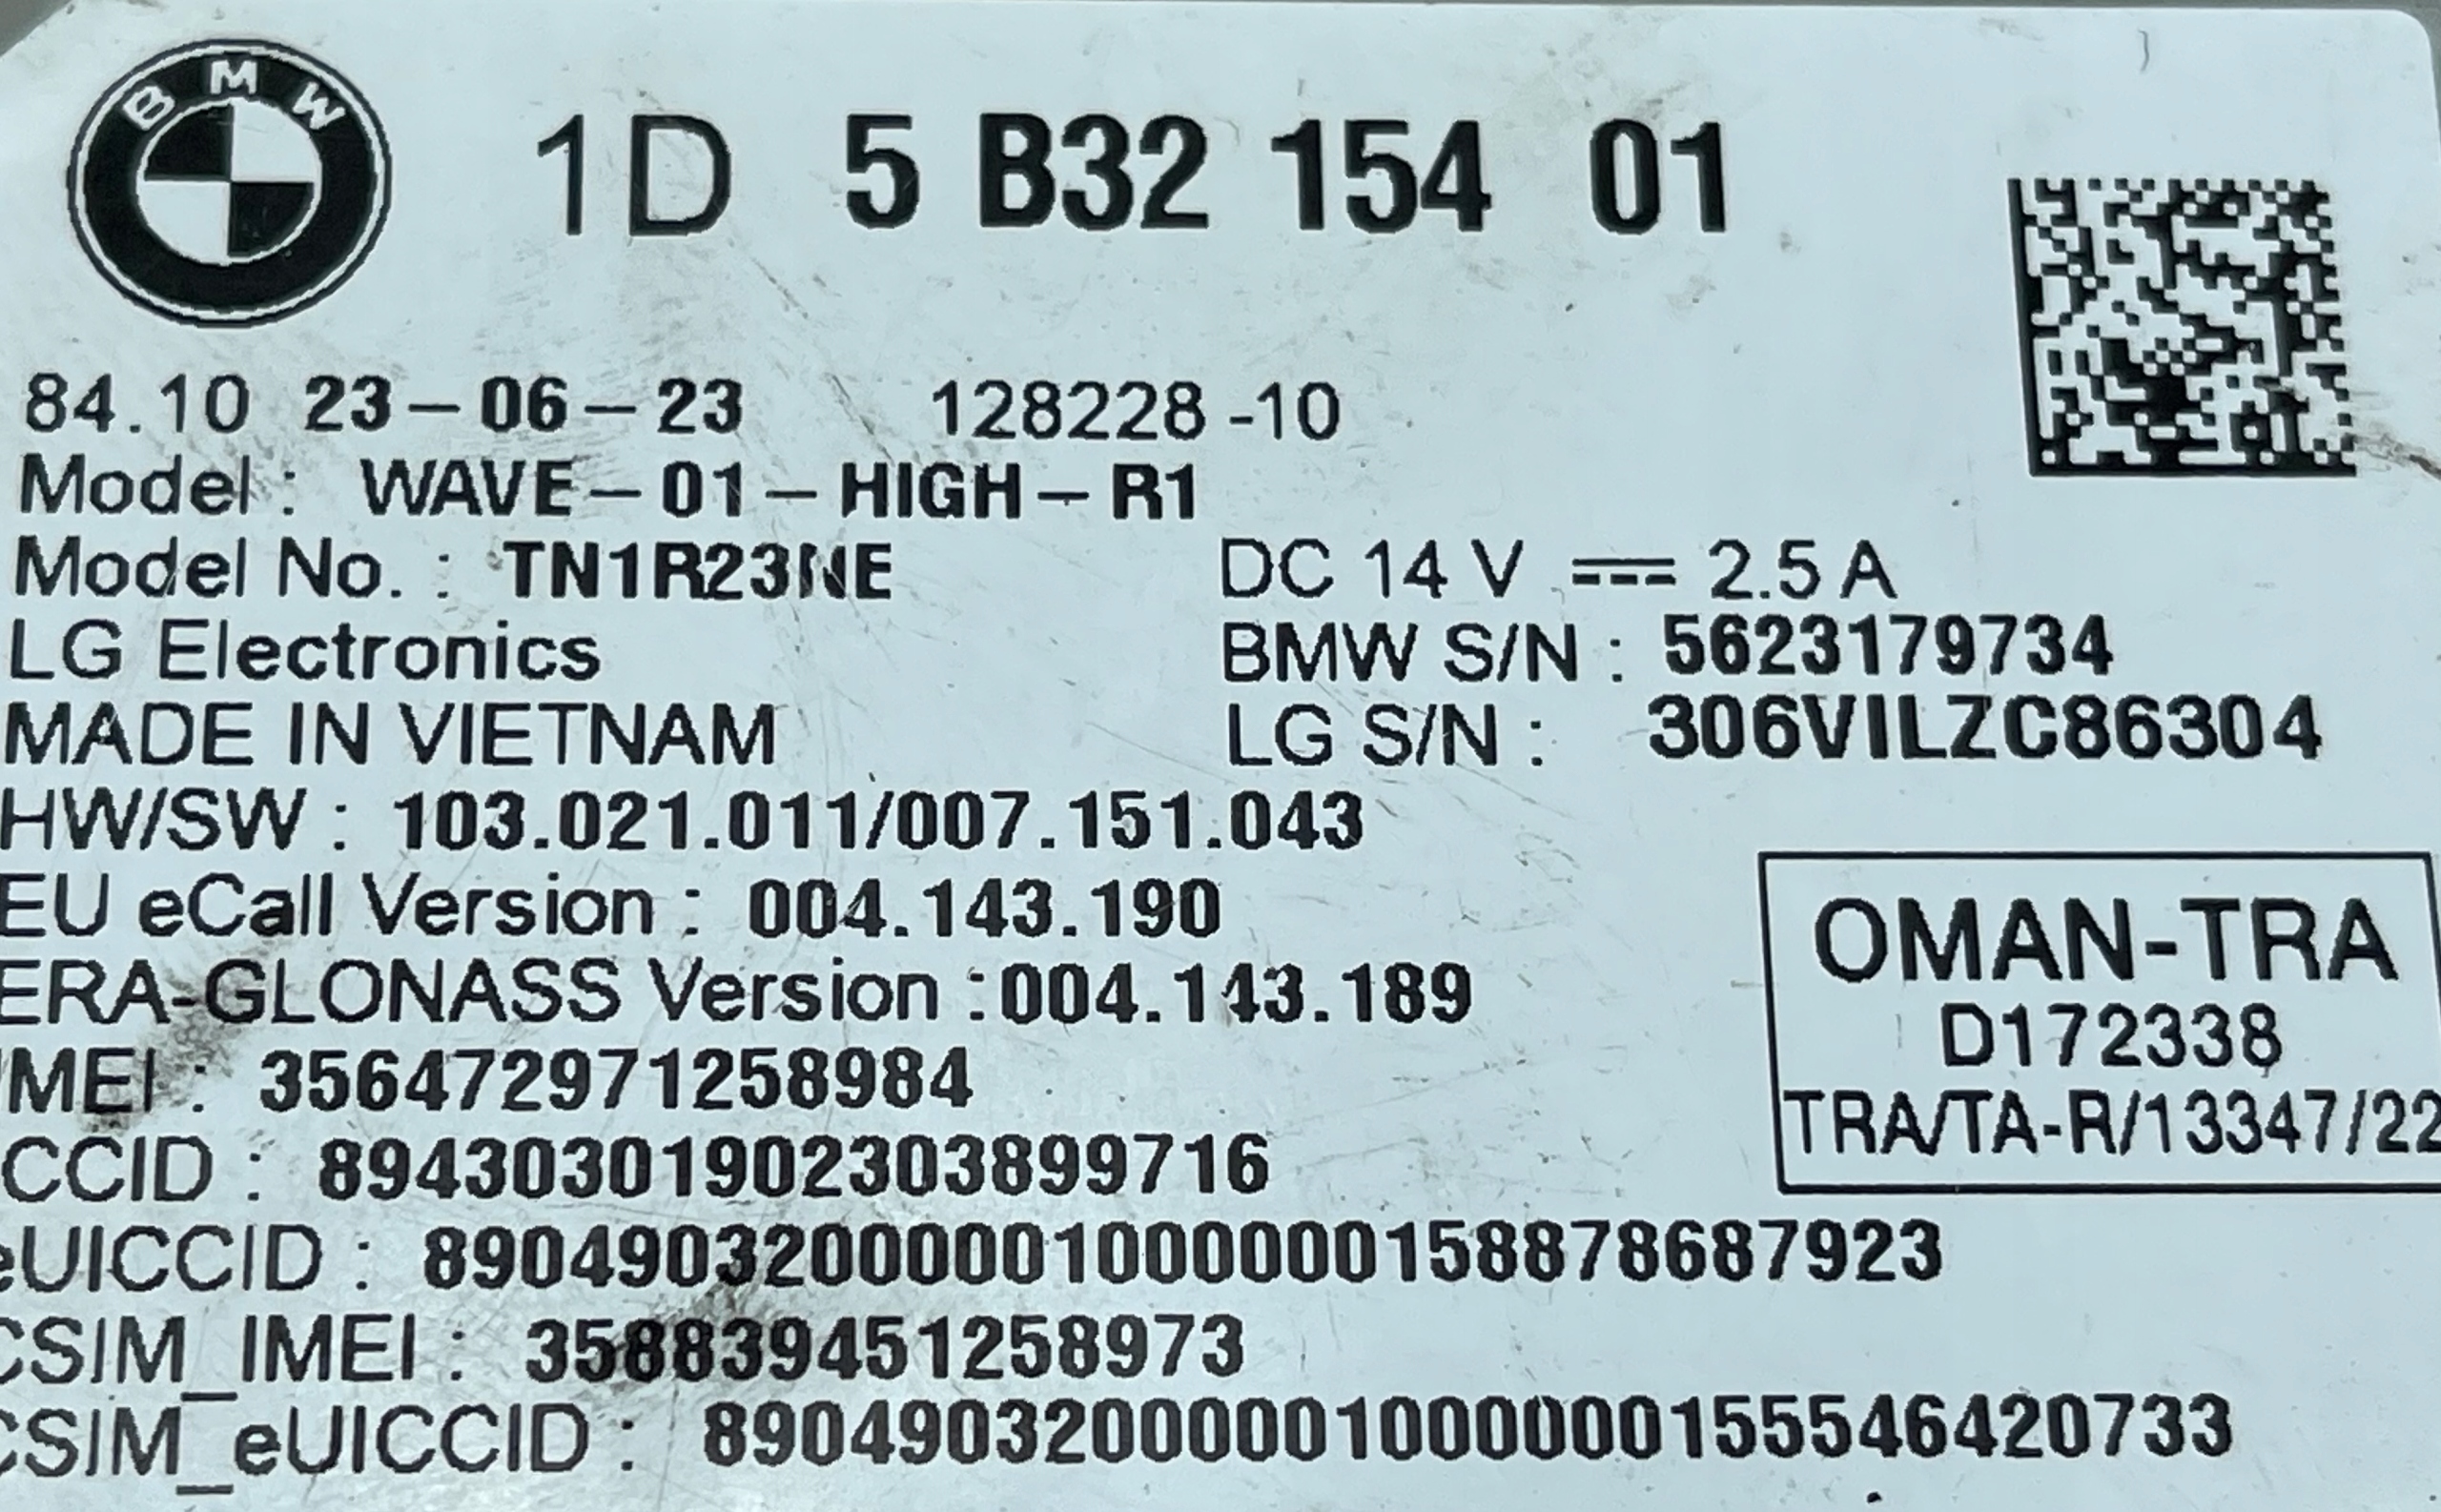 BMW
1D 5 B32 154 01
84.10 23-06-23 128228-10
Model: WAVE-01-HIGH-R1
Model No. : TN1R23NE
DC 14 V 2.5 A
LG Electronics
BMW S/N : 5623179734
MADE IN VIETNAM
LG S/N : 306VILZC86304
HW/SW : 103.021.011/007.151.043
EU eCall Version : 004.143.190
ERA-GLONASS Version :004.143.189
IMEI : 356472971258984
CCID : 89430301902303899716
eUICCID : 89049032000001000000158878687923
CSIM_IMEI : 358839451258973
CSIM_eUICCID : 89049032000001000000155546420733
OMAN-TRA
D172338
TRA/TA-R/13347/22